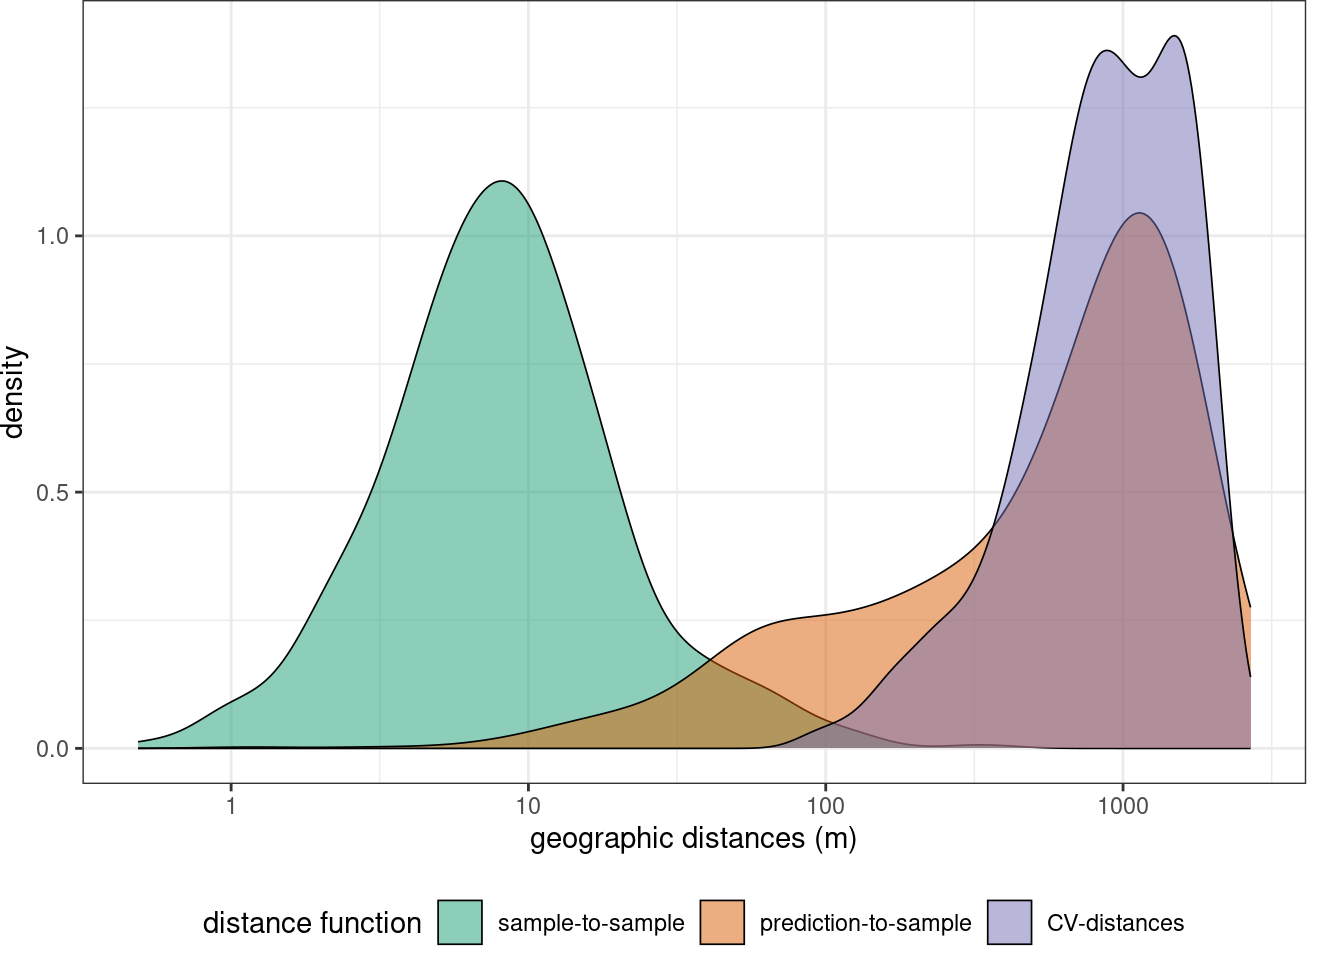 density
1.0
0.5
0.0
1 10 100 1000
geographic distances (m)
distance function sample-to-sample prediction-to-sample CV-distances